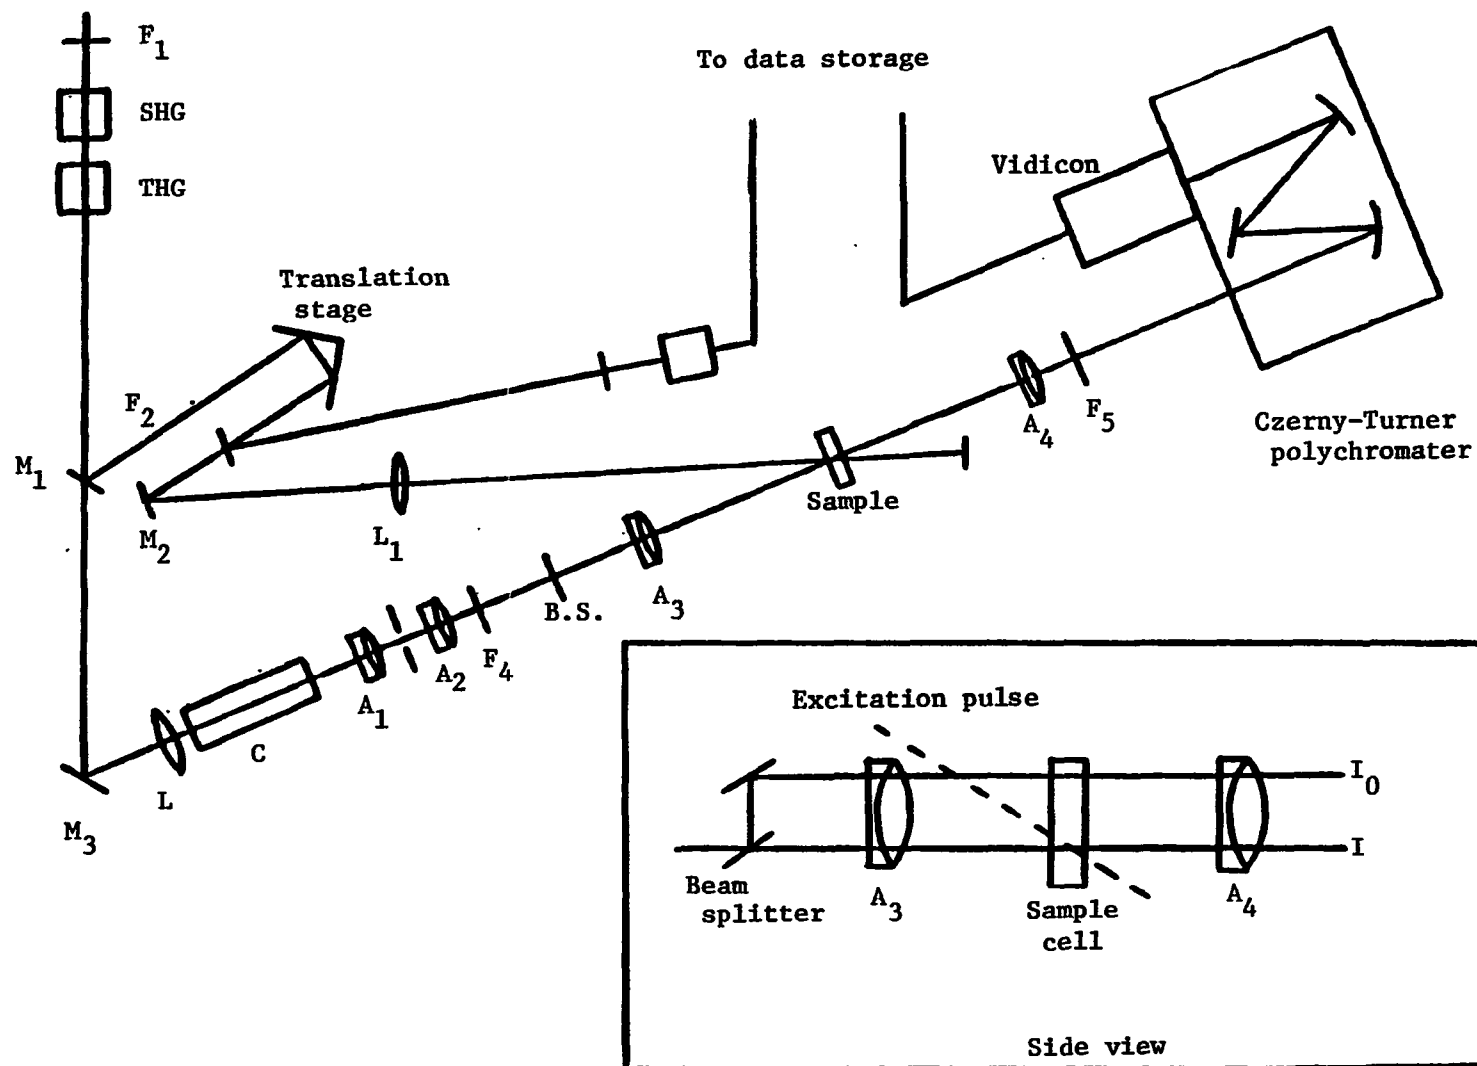 F1
SHG
THG
To data storage
Vidicon
Translation
stage
F2
M1
M2
L1
Sample
A4
F5
Czerny-Turner
polychromater
B.S.
A3
F4
A2
A1
C
L
M3
Excitation pulse
I0
I
Beam
splitter
A3
Sample
cell
A4
Side view